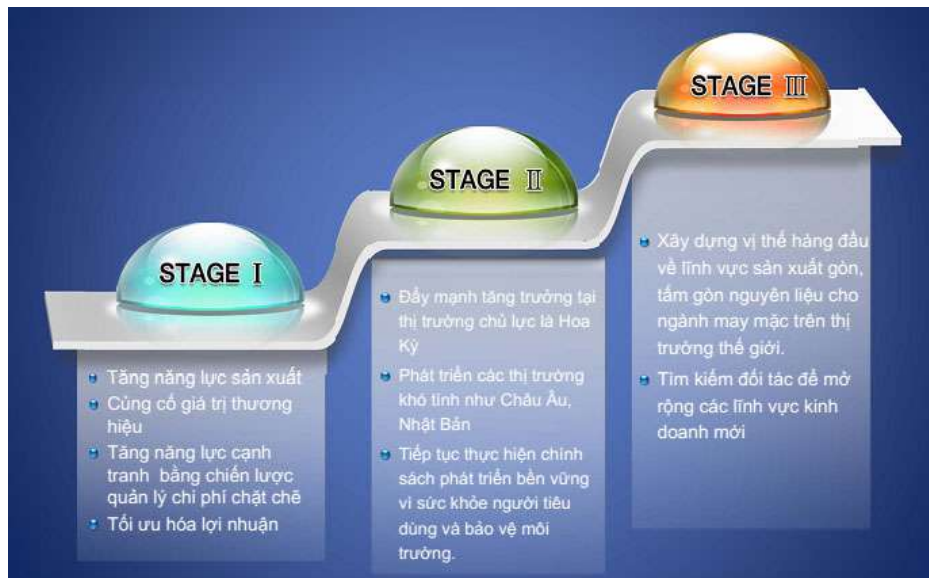 STAGE I
Tăng năng lực sản xuất
Củng cố giá trị thương
hiệu
Tăng năng lực cạnh
tranh bằng chiến lược
quản lý chi phí chặt chẽ
Tối ưu hóa lợi nhuận
STAGE II
Đẩy mạnh tăng trưởng tại
thị trường chủ lực là Hoa
Kỳ
Phát triển các thị trường
khó tính như Châu Âu,
Nhật Bản
Tiếp tục thực hiện chính
sách phát triển bền vững
vì sức khỏe người tiêu
dùng và bảo vệ môi
trường.
STAGE III
Xây dựng vị thế hàng đầu
về lĩnh vực sản xuất gòn,
tấm gòn nguyên liệu cho
ngành may mặc trên thị
trường thế giới.
Tìm kiếm đối tác để mở
rộng các lĩnh vực kinh
doanh mới